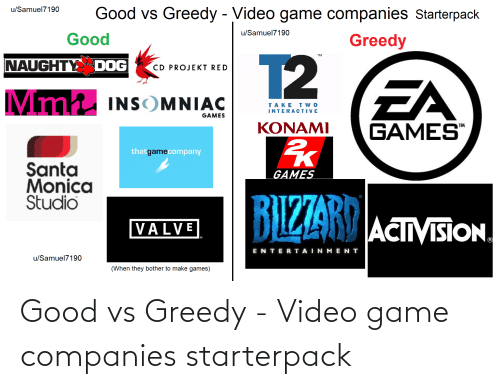 u/Samuel7190
Good vs Greedy - Video game companies Starterpack
Good
u/Samuel7190
Greedy
NAUGHTY DOG
CD PROJEKT RED
Mm
INSOMNIAC
GAMES
T2
TAKE TWO
INTERACTIVE
KONAMI
2K
GAMES
EA
GAMES™
Santa
Monica
Studio
thatgamecompany
VALVE
(When they bother to make games)
BLIZZARD
ENTERTAINMENT
ACTIVISION®
u/Samuel7190
Good vs Greedy - Video game
companies starterpack